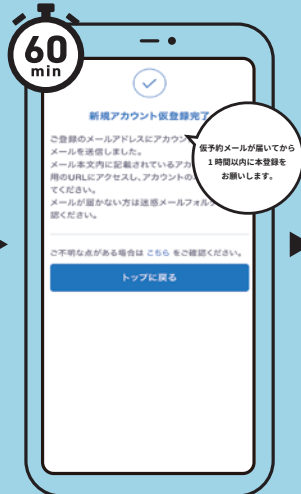 60
min
新規アカウント仮登録完了
ご登録のメールアドレスにアカウン
メールを送信しました。
メール本文内に記載されているアカ
用のURLにアクセスし、アカウントの
てください。
メールが届かない方は迷惑メールフォル
認ください。
仮予約メールが届いてから
1時間以内に本登録を
お願いします。
ご不明な点がある場合は こちら をご確認ください。
トップに戻る